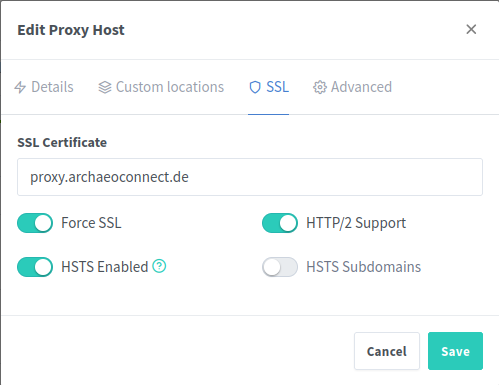 Edit Proxy Host
Details Custom locations SSL Advanced
SSL Certificate
proxy.archaeoconnect.de
Force SSL HTTP/2 Support
HSTS Enabled ? HSTS Subdomains
Cancel Save